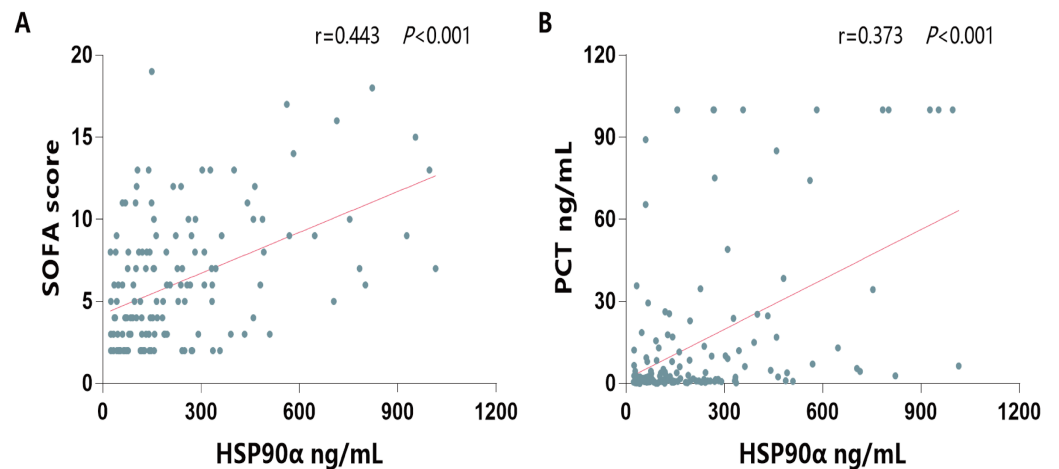 A
r=0.443 P<0.001
20
15
10
5
0
SOFA score
0 300 600 900 1200
HSP90α ng/mL
B
r=0.373 P<0.001
120
90
60
30
0
PCT ng/mL
0 300 600 900 1200
HSP90α ng/mL